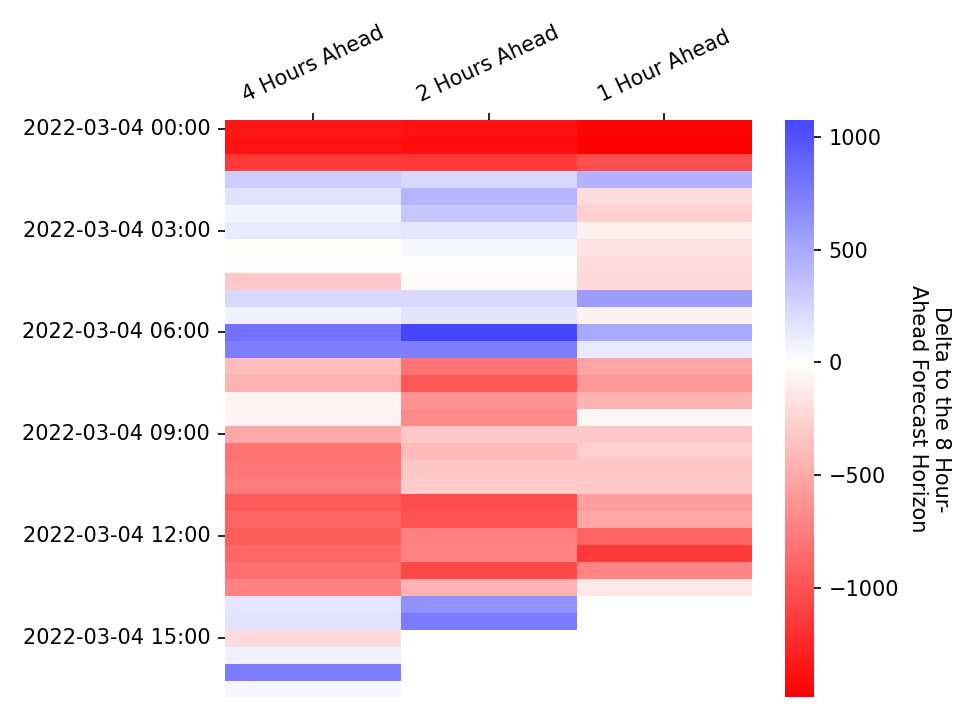 4 Hours Ahead
2 Hours Ahead
1 Hour Ahead
2022-03-04 00:00
2022-03-04 03:00
2022-03-04 06:00
2022-03-04 09:00
2022-03-04 12:00
2022-03-04 15:00
1000
500
0
−500
−1000
Delta to the 8 Hour-
Ahead Forecast Horizon